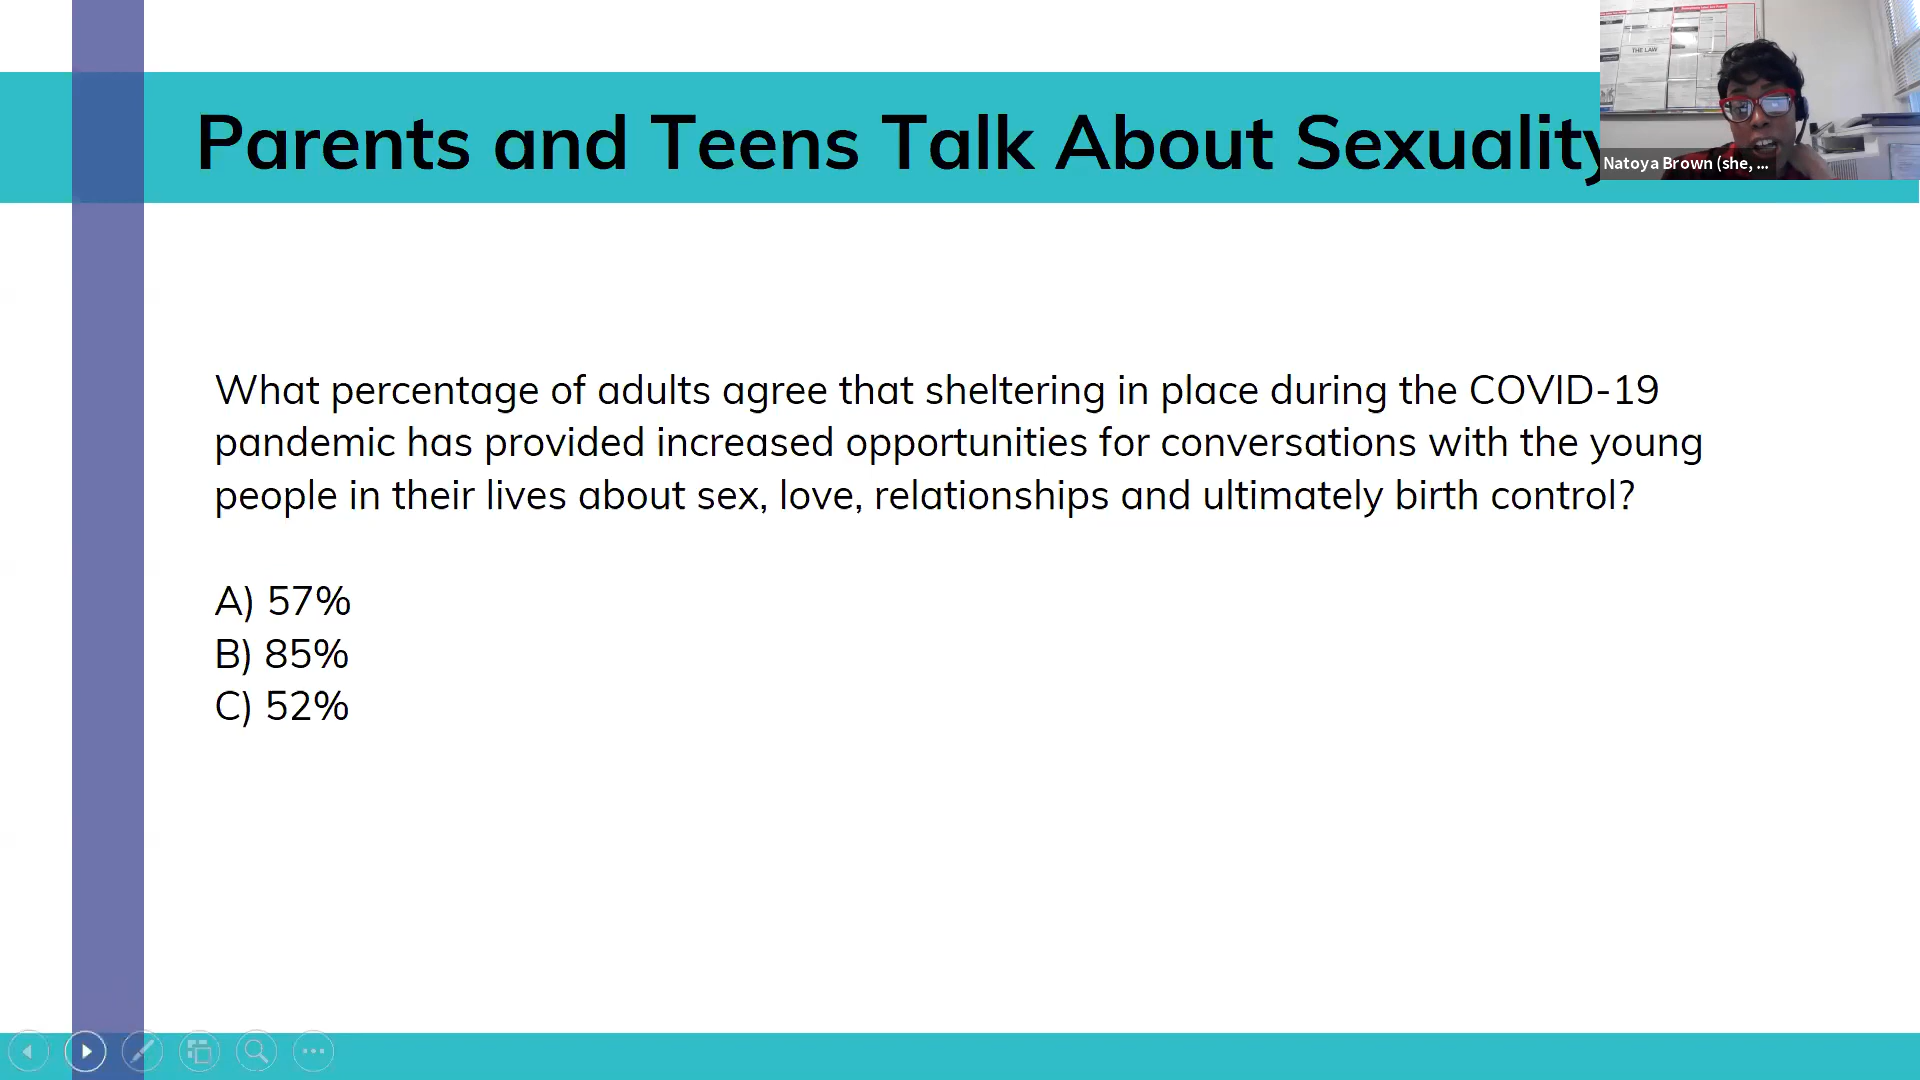 Parents and Teens Talk About Sexuality
THE LAW
Natoya Brown (she, ...
What percentage of adults agree that sheltering in place during the COVID-19
pandemic has provided increased opportunities for conversations with the young
people in their lives about sex, love, relationships and ultimately birth control?
A) 57%
B) 85%
C) 52%